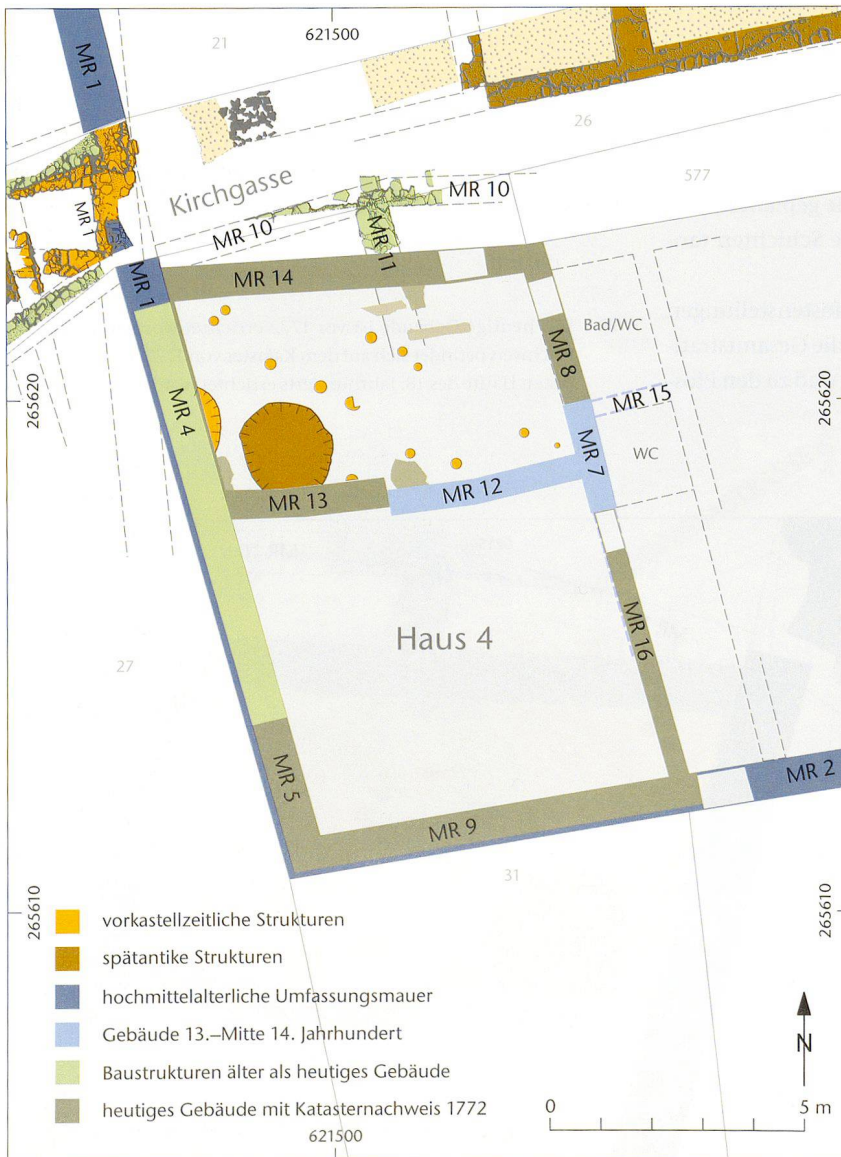 621500
21
MR 1
26
577
Kirchgasse
MR 10
MR 1
MR 10
MR 11
MR 1
MR 14
Bad/WC
MR 8
MR 15
265620
265620
MR 4
MR 7
WC
MR 12
MR 13
Haus 4
MR 16
27
MR 5
MR 2
MR 9
31
265610
265610
vorkastellzeitliche Strukturen
spätantike Strukturen
hochmittelalterliche Umfassungsmauer
Gebäude 13.–Mitte 14. Jahrhundert
Baustrukturen älter als heutiges Gebäude
heutiges Gebäude mit Katasternachweis 1772
N
0 5 m
621500